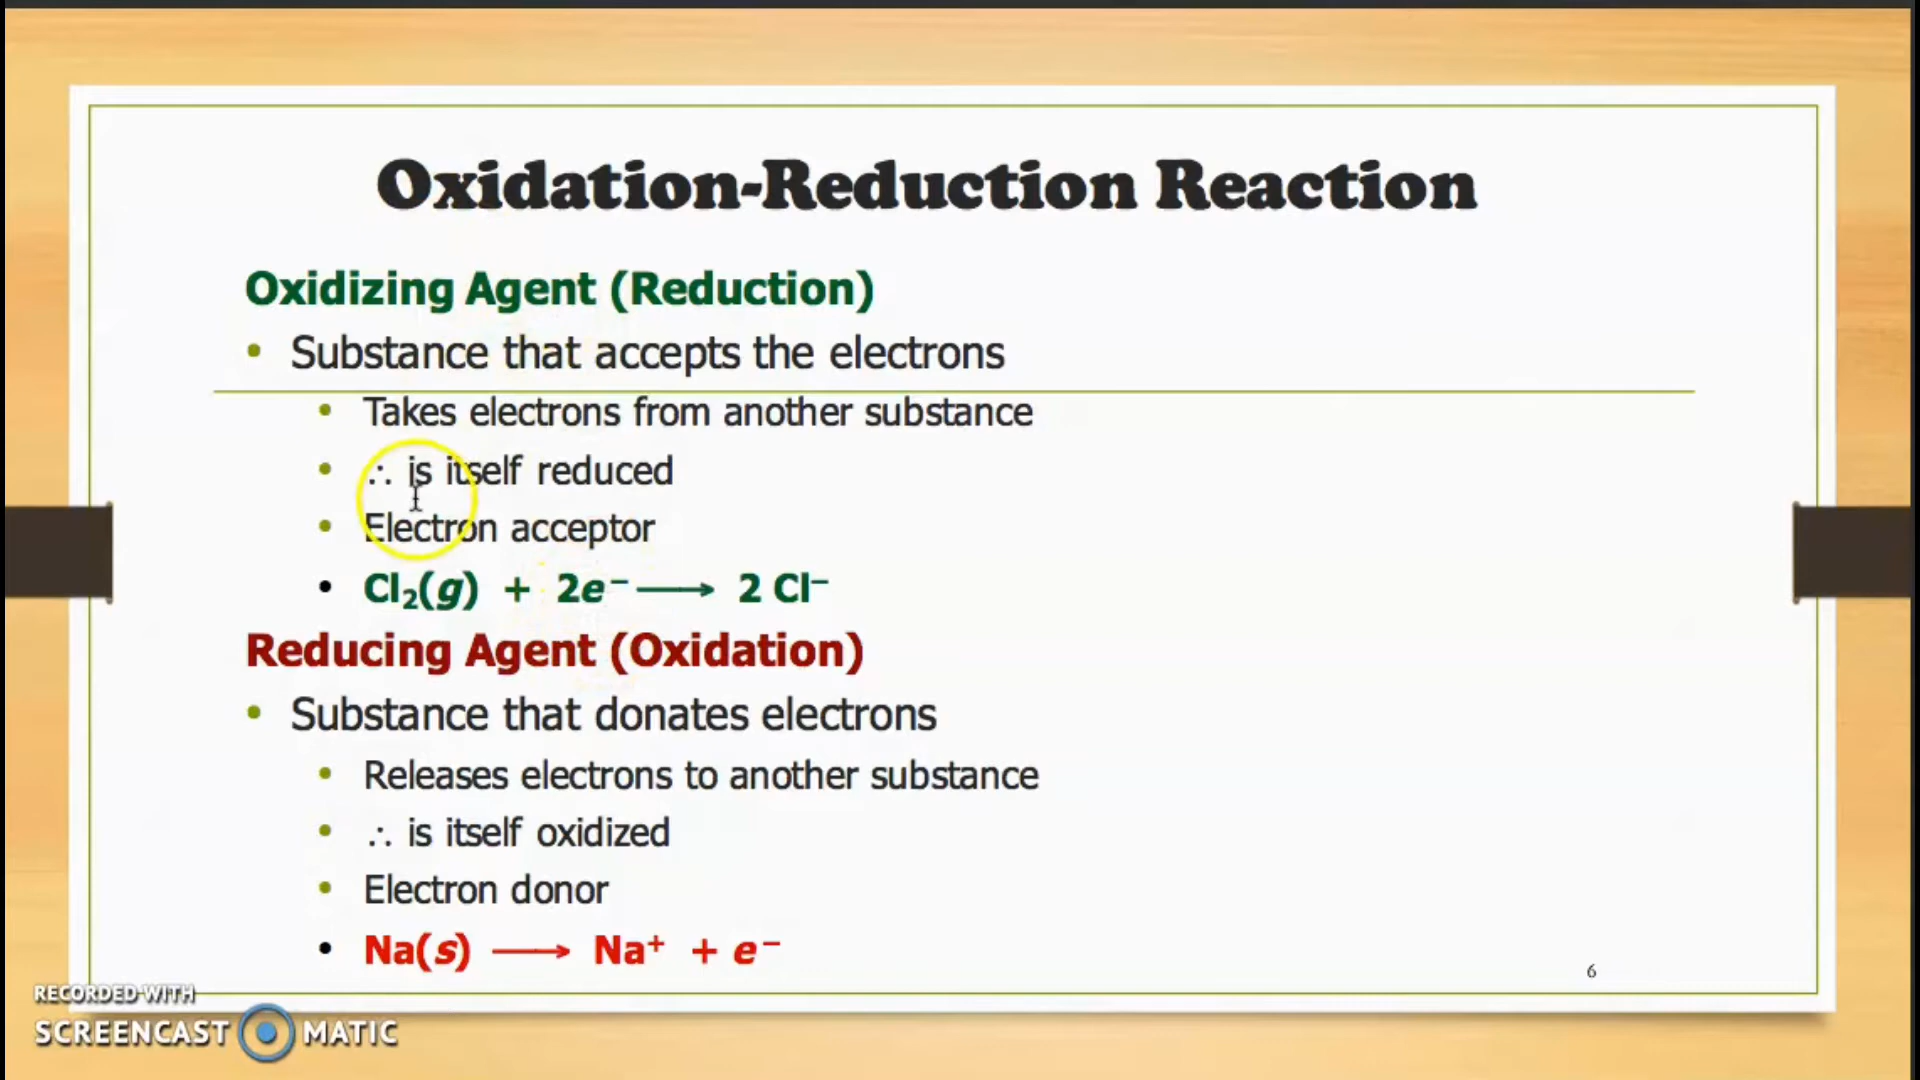 Oxidation-Reduction Reaction
Oxidizing Agent (Reduction)
• Substance that accepts the electrons
• Takes electrons from another substance
• ∴ is itself reduced
• Electron acceptor
• Cl₂(g) + 2e⁻ ⟶ 2 Cl⁻
Reducing Agent (Oxidation)
• Substance that donates electrons
• Releases electrons to another substance
• ∴ is itself oxidized
• Electron donor
• Na(s) ⟶ Na⁺ + e⁻
6
RECORDED WITH
SCREENCAST MATIC